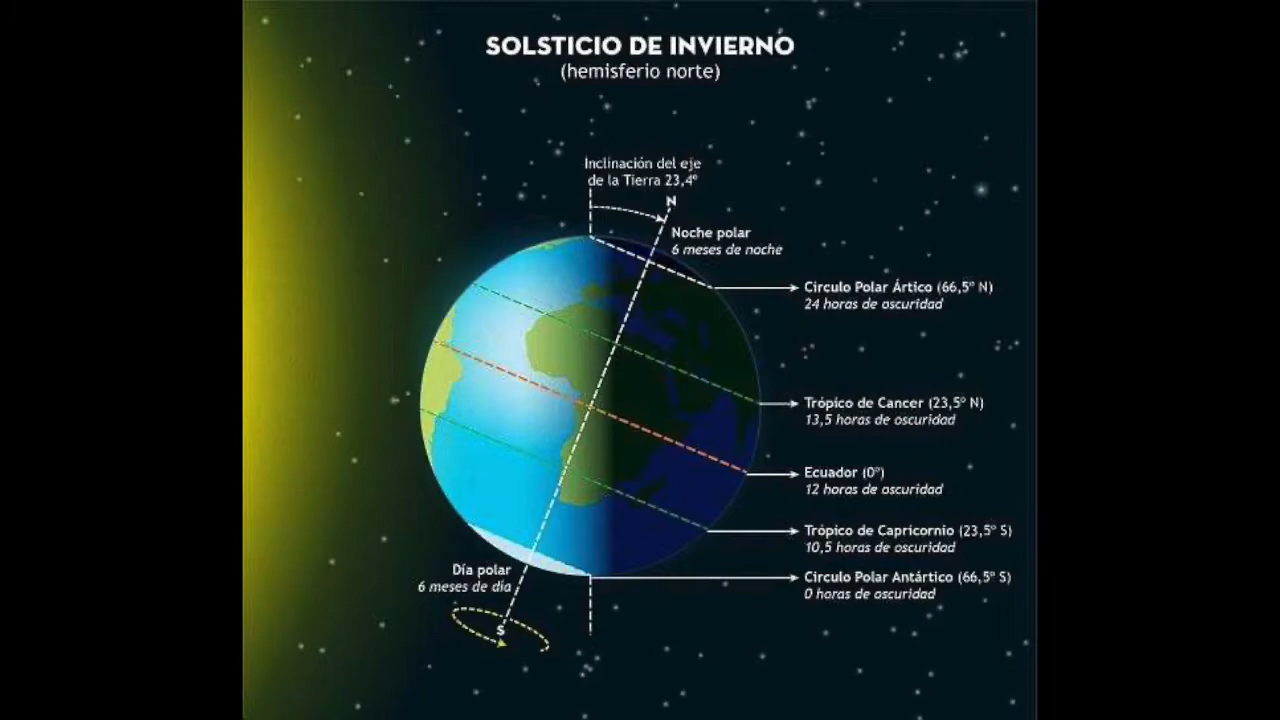 SOLSTICIO DE INVIERNO
(hemisferio norte)
Inclinación del eje
de la Tierra 23,4º
N
Noche polar
6 meses de noche
Circulo Polar Ártico (66,5º N)
24 horas de oscuridad
Trópico de Cancer (23,5º N)
13,5 horas de oscuridad
Ecuador (0º)
12 horas de oscuridad
Trópico de Capricornio (23,5º S)
10,5 horas de oscuridad
Circulo Polar Antártico (66,5º S)
0 horas de oscuridad
Día polar
6 meses de día
S